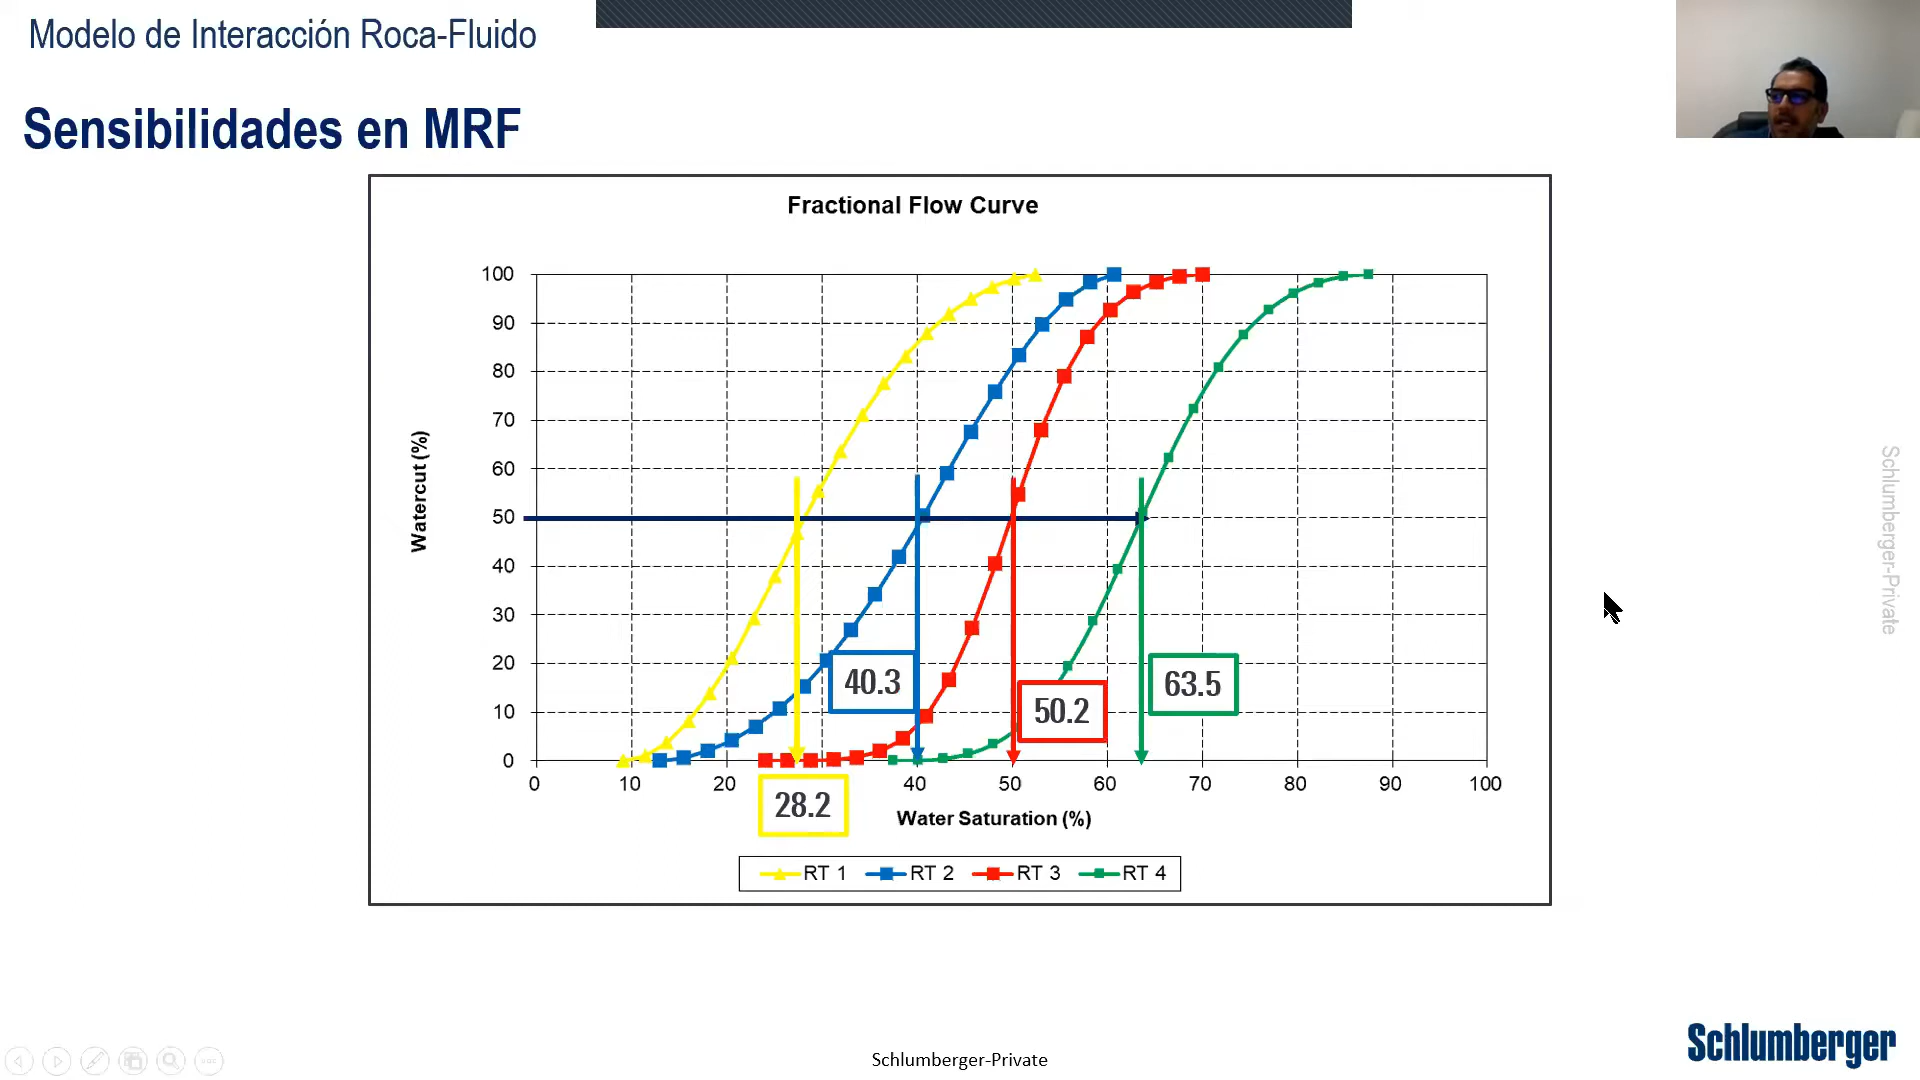 Modelo de Interacción Roca-Fluido
Sensibilidades en MRF
Fractional Flow Curve
100
90
80
70
60
50
40
30
20
10
0
Watercut (%)
40.3
50.2
63.5
28.2
0 10 20 40 50 60 70 80 90 100
Water Saturation (%)
RT 1 RT 2 RT 3 RT 4
Schlumberger-Private
Schlumberger-Private
Schlumberger